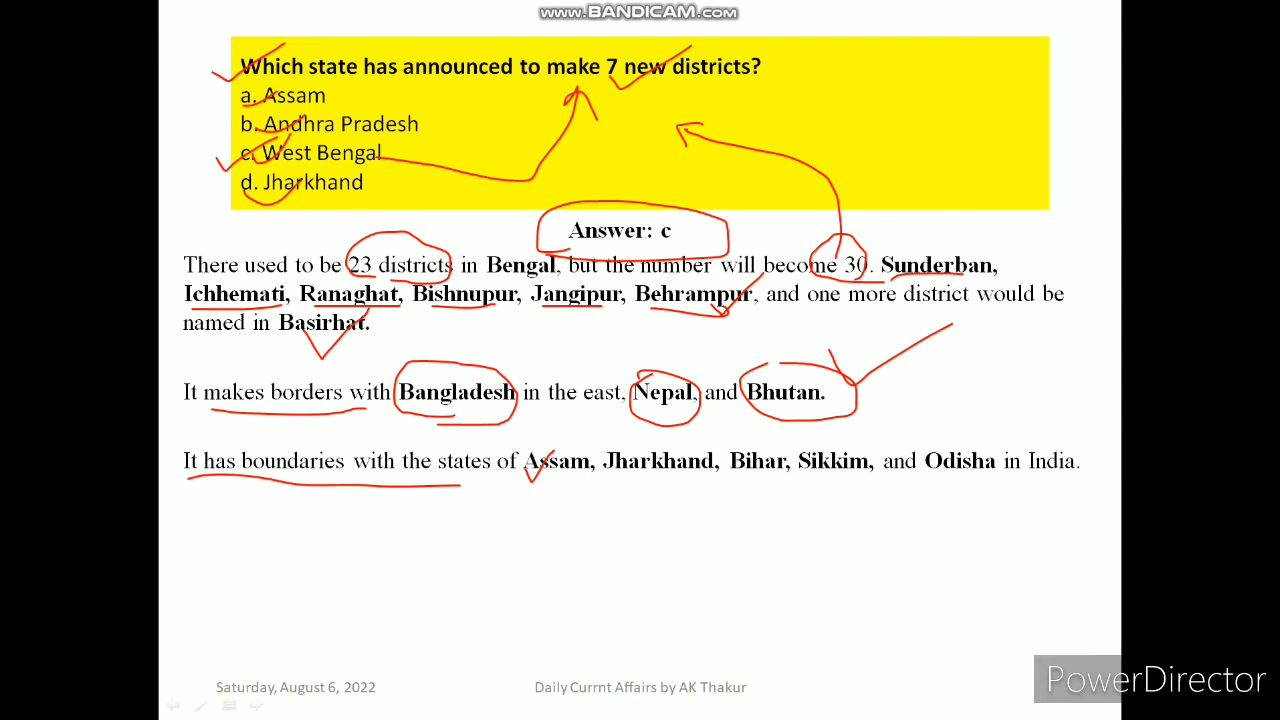 www.BANDICAM.com
Which state has announced to make 7 new districts?
a. Assam
b. Andhra Pradesh
c. West Bengal
d. Jharkhand
Answer: c
There used to be 23 districts in Bengal, but the number will become 30. Sunderban,
Ichhemati, Ranaghat, Bishnupur, Jangipur, Behrampur, and one more district would be
named in Basirhat.
It makes borders with Bangladesh in the east, Nepal, and Bhutan.
It has boundaries with the states of Assam, Jharkhand, Bihar, Sikkim, and Odisha in India.
Saturday, August 6, 2022
Daily Currnt Affairs by AK Thakur
PowerDirector